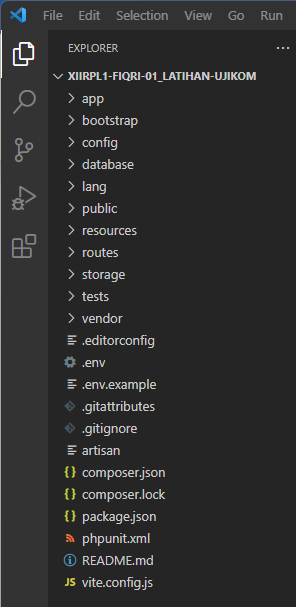 File Edit Selection View Go Run
EXPLORER
XIIRPL1-FIQRI-01_LATIHAN-UJIKOM
app
bootstrap
config
database
lang
public
resources
routes
storage
tests
vendor
.editorconfig
.env
.env.example
.gitattributes
.gitignore
artisan
{} composer.json
{} composer.lock
{} package.json
phpunit.xml
README.md
JS vite.config.js